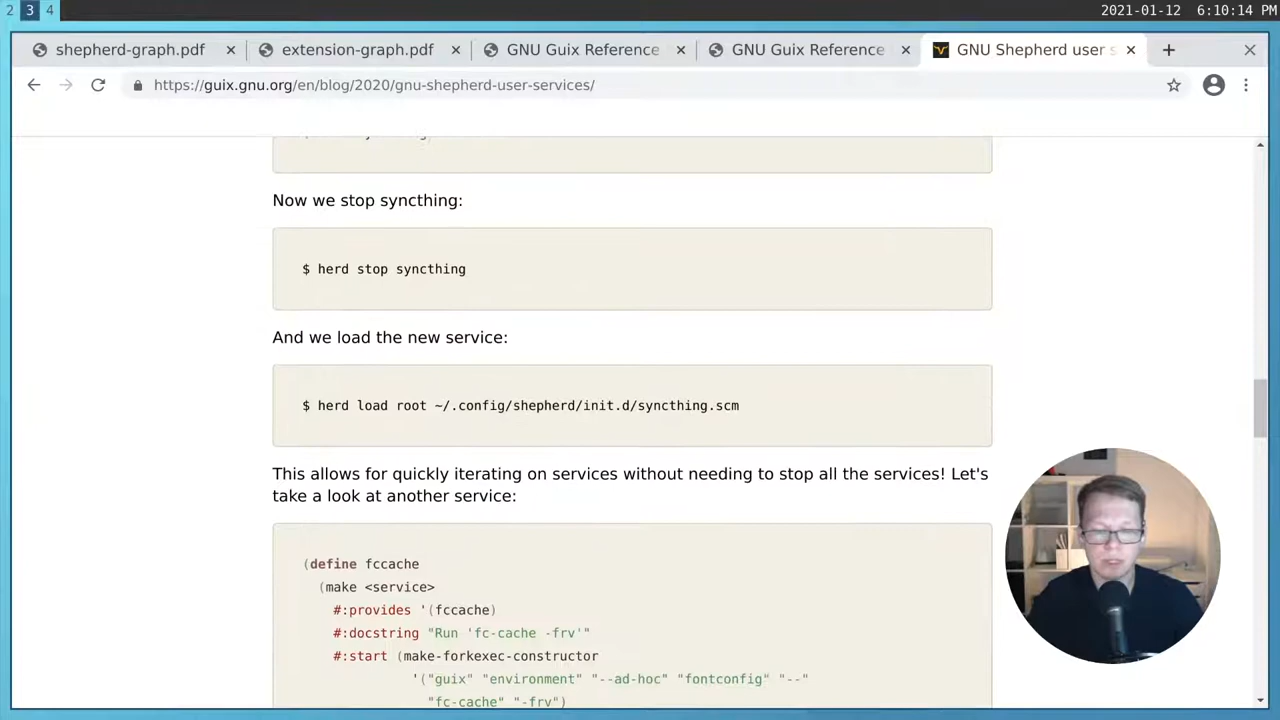 2 3 4
2021-01-12 6:10:14 PM
shepherd-graph.pdf
extension-graph.pdf
GNU Guix Reference
GNU Guix Reference
GNU Shepherd user s
https://guix.gnu.org/en/blog/2020/gnu-shepherd-user-services/
Now we stop syncthing:
$ herd stop syncthing
And we load the new service:
$ herd load root ~/.config/shepherd/init.d/syncthing.scm
This allows for quickly iterating on services without needing to stop all the services! Let's
take a look at another service:
(define fccache
(make <service>
#:provides '(fccache)
#:docstring "Run 'fc-cache -frv'"
#:start (make-forkexec-constructor
'("guix" "environment" "--ad-hoc" "fontconfig" "--"
"fc-cache" "-frv")